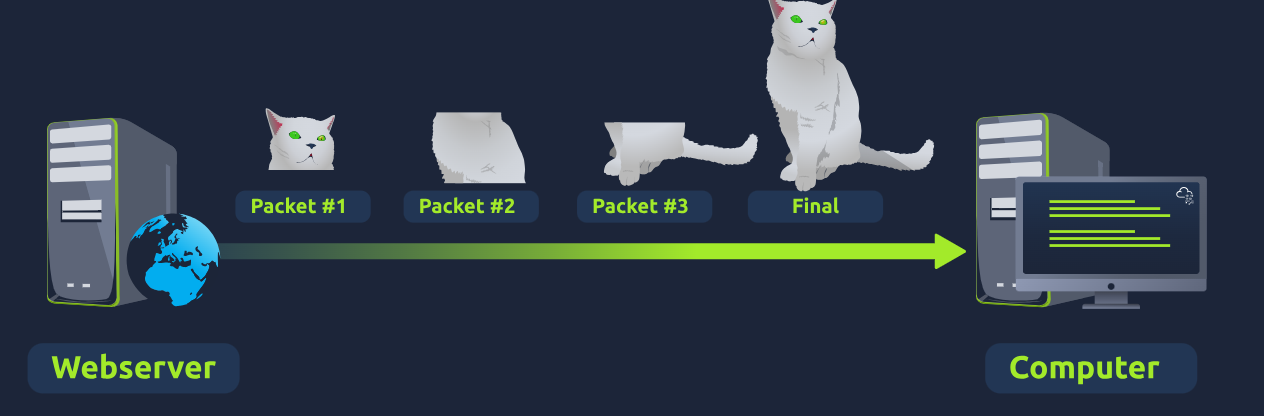 Packet #1
Packet #2
Packet #3
Final
Webserver
Computer